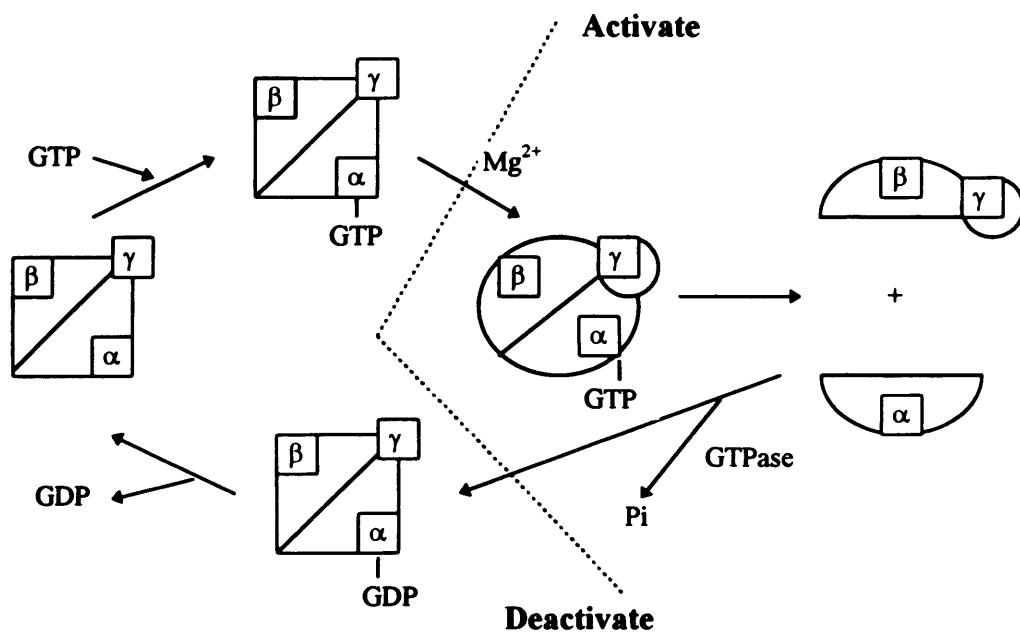 Activate
β
γ
α
GTP
GTP
Mg²⁺
β
γ
α
β
γ
α
GTP
β
γ
+
α
GTPase
Pi
β
γ
α
GDP
GDP
Deactivate